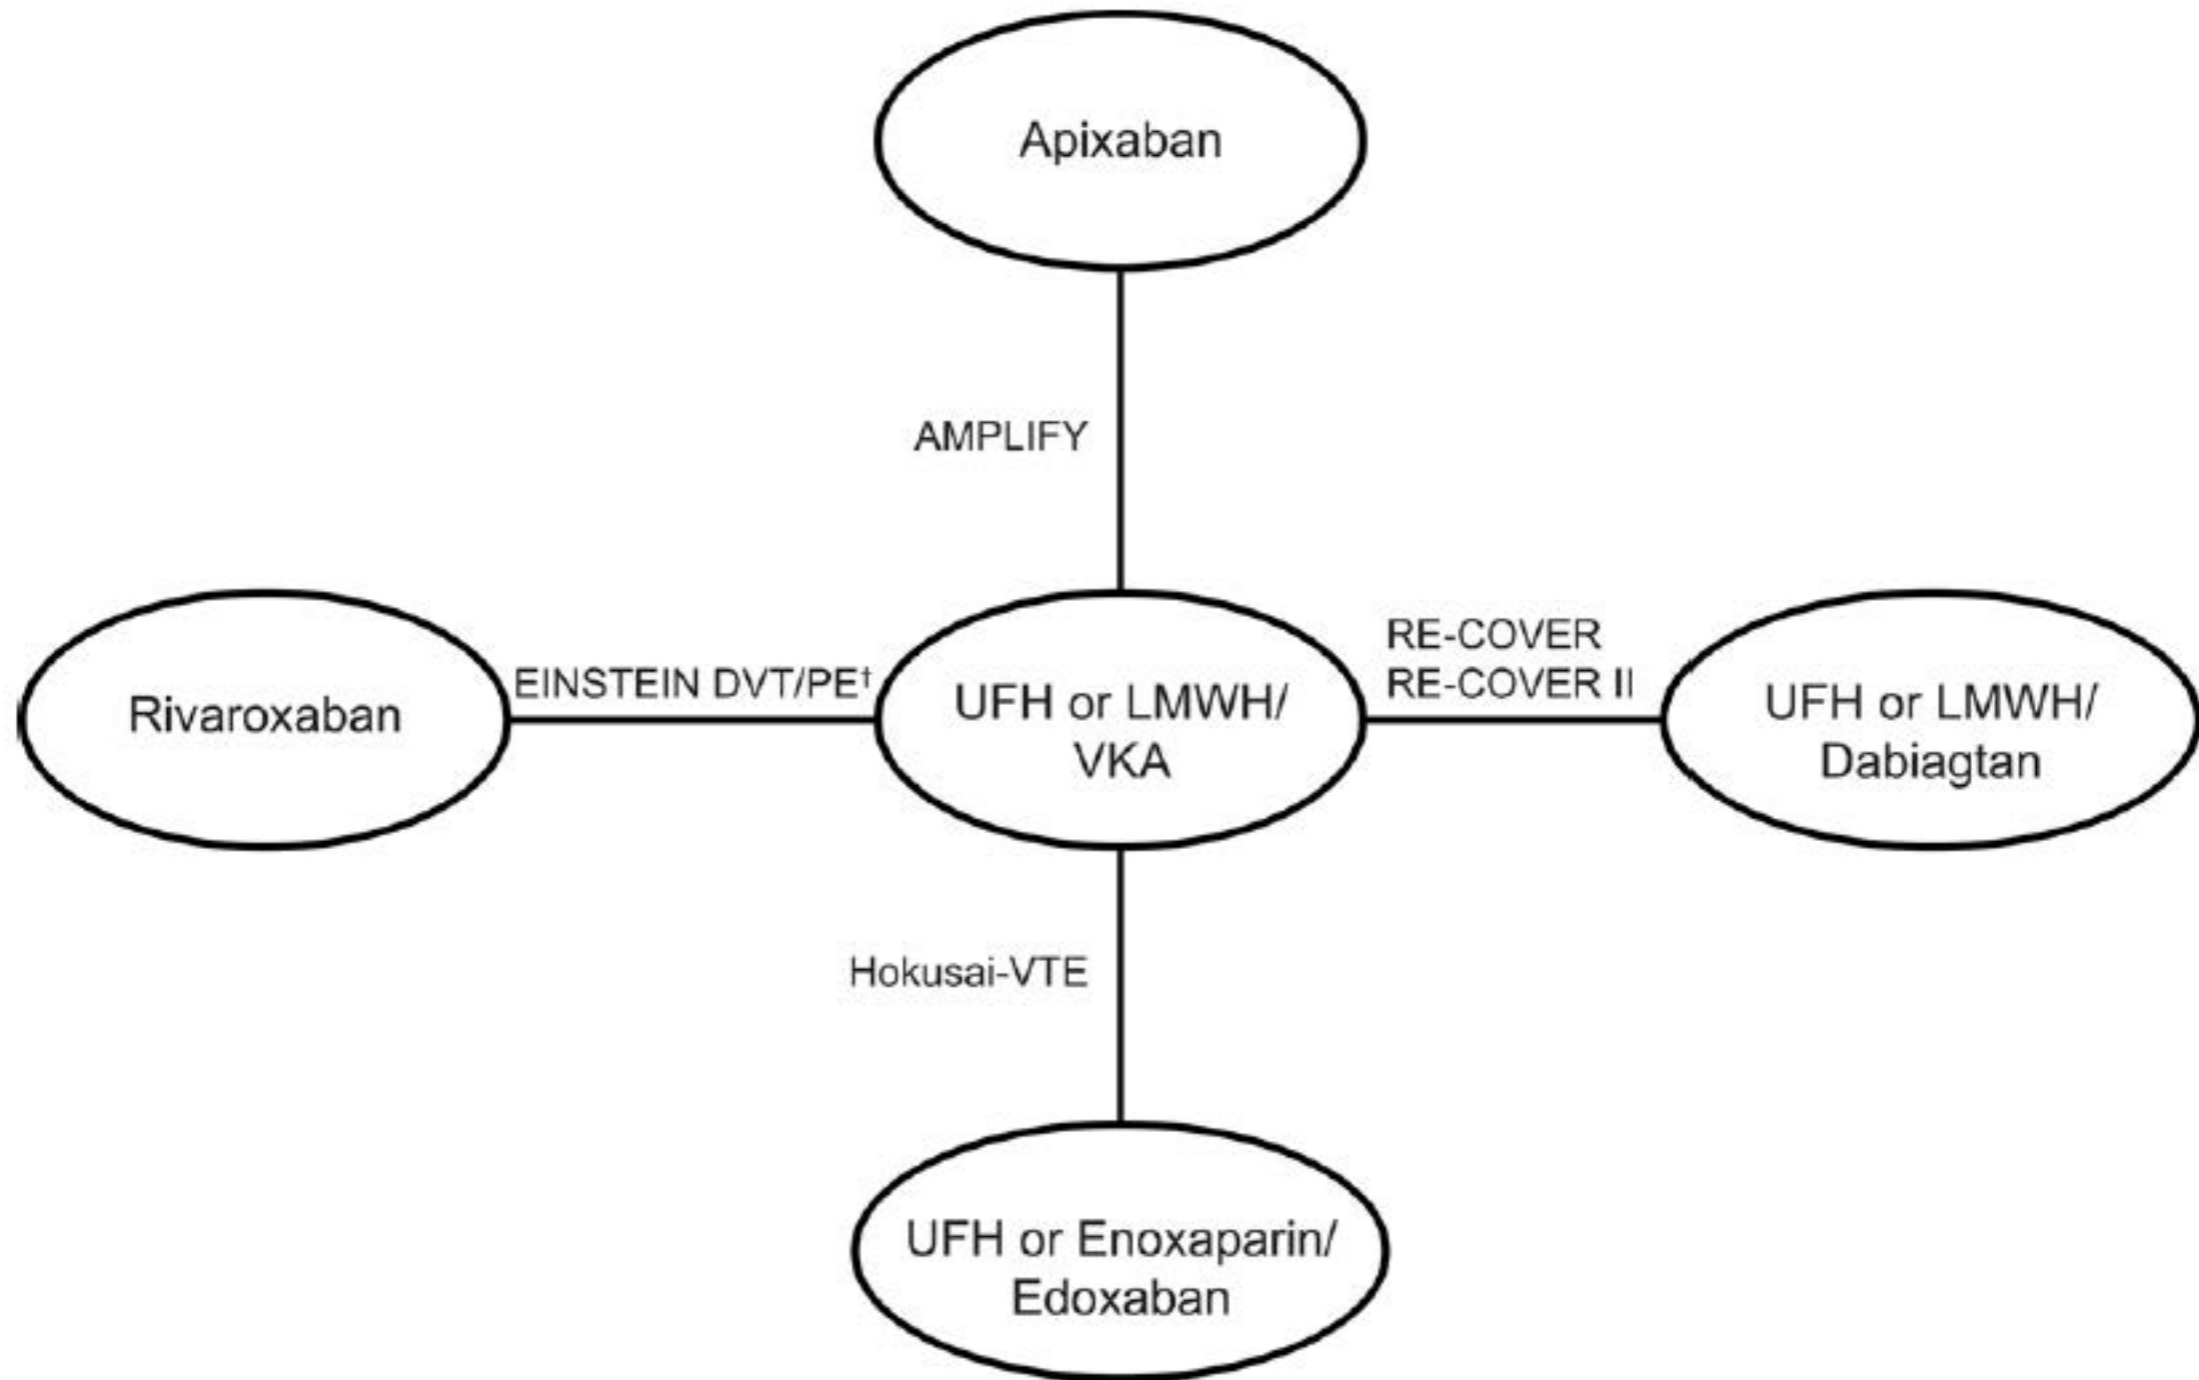 Apixaban
AMPLIFY
Rivaroxaban
EINSTEIN DVT/PE†
UFH or LMWH/
VKA
RE-COVER
RE-COVER II
UFH or LMWH/
Dabiagtan
Hokusai-VTE
UFH or Enoxaparin/
Edoxaban